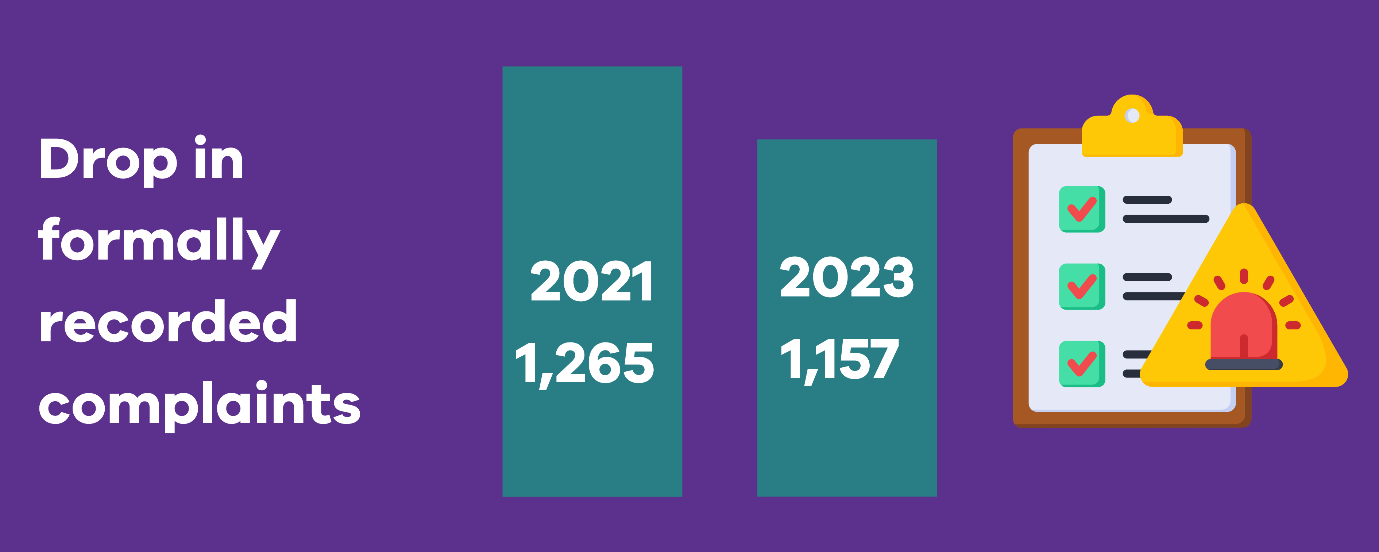 Drop in
formally
recorded
complaints
2021
1,265
2023
1,157